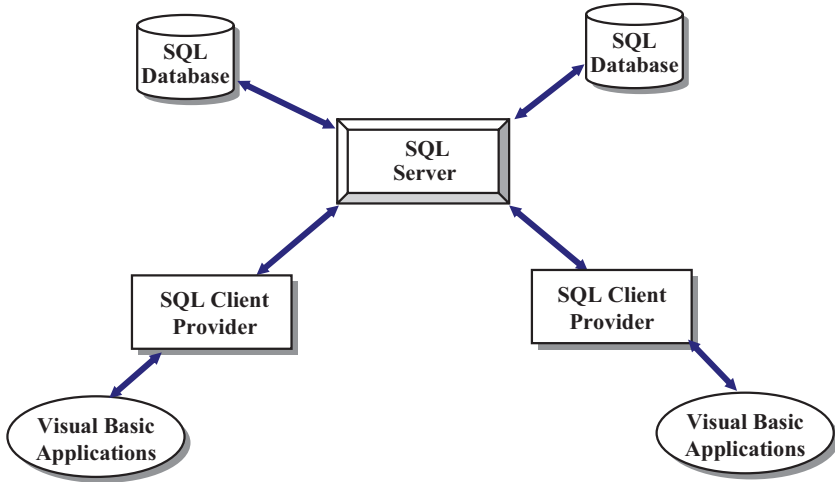 SQL
Database
SQL
Database
SQL
Server
SQL Client
Provider
SQL Client
Provider
Visual Basic
Applications
Visual Basic
Applications